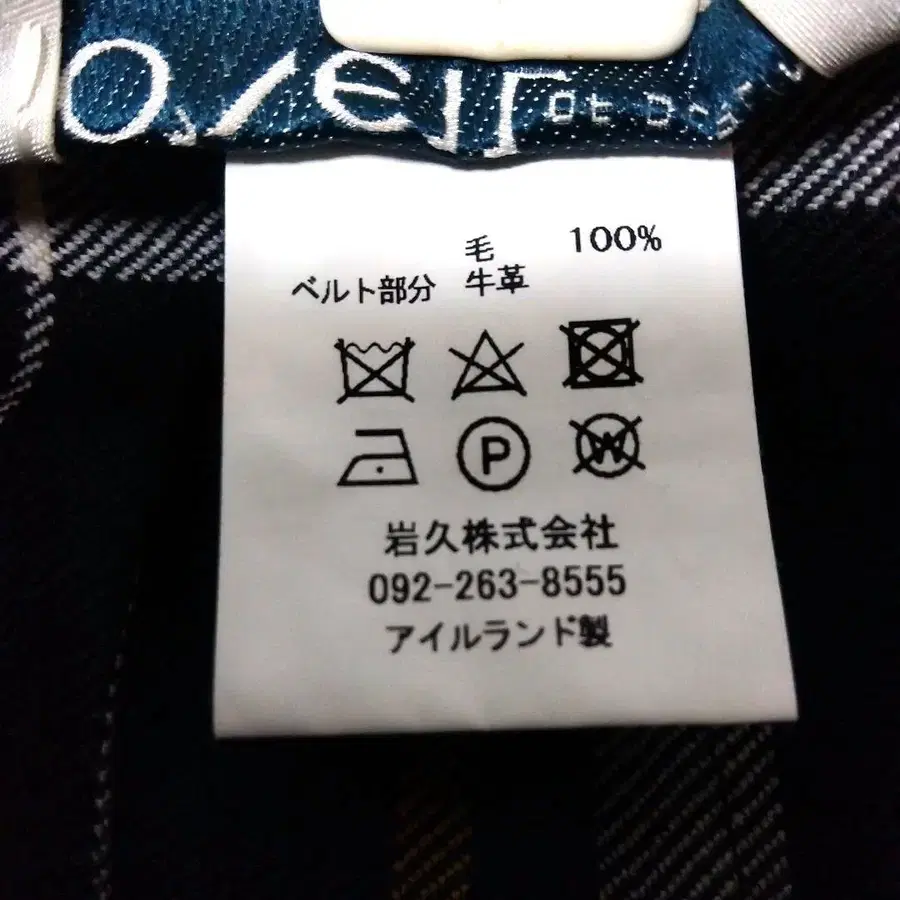 毛 100%
ベルト部分 牛革
P
W
岩久株式会社
092-263-8555
アイルランド製